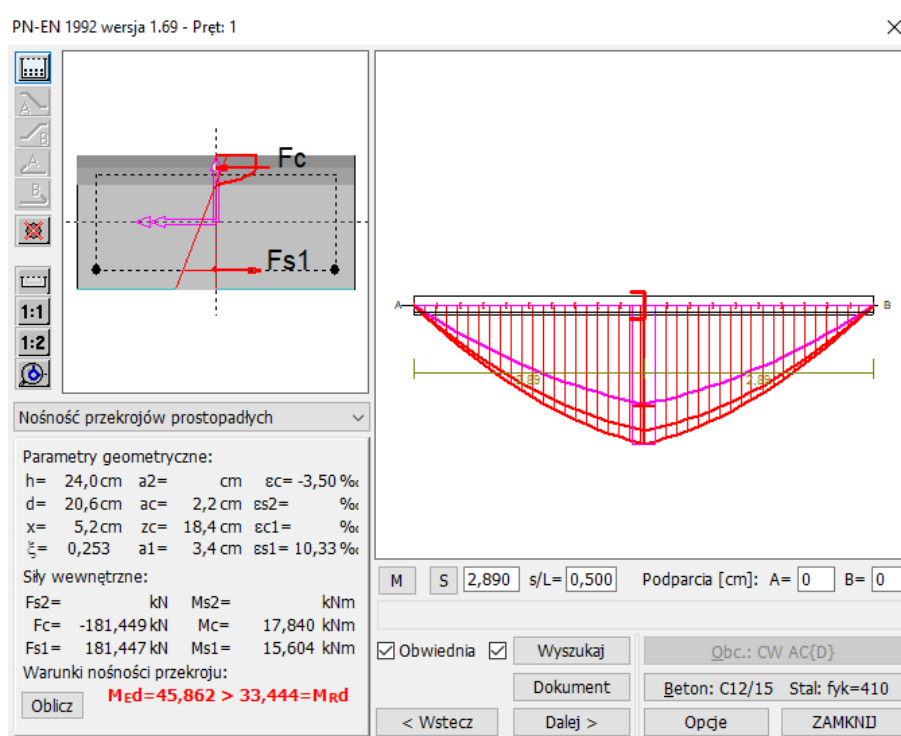 PN-EN 1992 wersja 1.69 - Pręt: 1
A
B
A
B
1:1
1:2
Fc
Fs1
A
B
2,89
Nośność przekrojów prostopadłych
Parametry geometryczne:
h= 24,0cm a2= cm εc= -3,50 ‰
d= 20,6cm ac= 2,2 cm εs2= ‰
x= 5,2 cm zc= 18,4 cm εc1= ‰
ξ= 0,253 a1= 3,4 cm εs1= 10,33 ‰
Siły wewnętrzne:
Fs2= kN Ms2= kNm
Fc= -181,449 kN Mc= 17,840 kNm
Fs1= 181,447 kN Ms1= 15,604 kNm
Warunki nośności przekroju:
Oblicz MEd=45,862 > 33,444=MRd
M S 2,890 s/L= 0,500 Podparcia [cm]: A= 0 B= 0
Obwiednia Wyszukaj Obc.: CW AC{D}
Dokument Beton: C12/15 Stal: fyk=410
< Wstecz Dalej > Opcje ZAMKNIJ